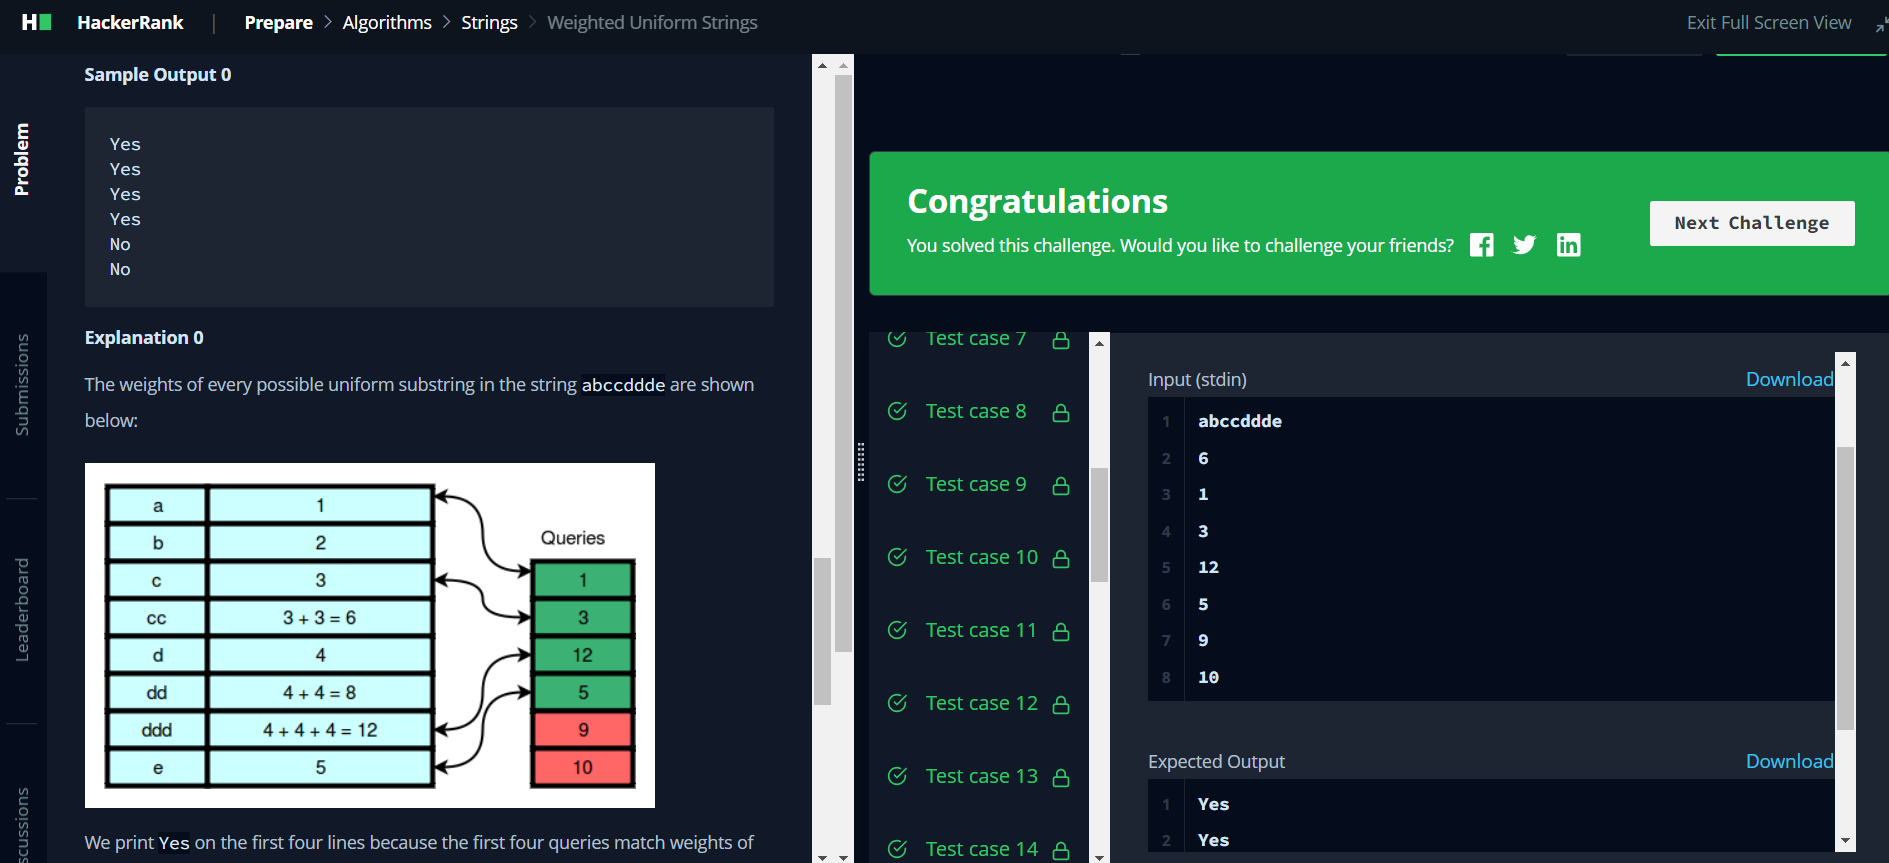 H HackerRank | Prepare > Algorithms > Strings > Weighted Uniform Strings
Exit Full Screen View
Problem
Submissions
Leaderboard
scussions
Sample Output 0
Yes
Yes
Yes
Yes
No
No
Explanation 0
The weights of every possible uniform substring in the string abccddde are shown
below:
a 1
b 2
c 3
cc 3 + 3 = 6
d 4
dd 4 + 4 = 8
ddd 4 + 4 + 4 = 12
e 5
Queries
1
3
12
5
9
10
We print Yes on the first four lines because the first four queries match weights of
Congratulations
You solved this challenge. Would you like to challenge your friends?
Next Challenge
Test case 7
Test case 8
Test case 9
Test case 10
Test case 11
Test case 12
Test case 13
Test case 14
Input (stdin)
Download
1 abccddde
2 6
3 1
4 3
5 12
6 5
7 9
8 10
Expected Output
Download
1 Yes
2 Yes